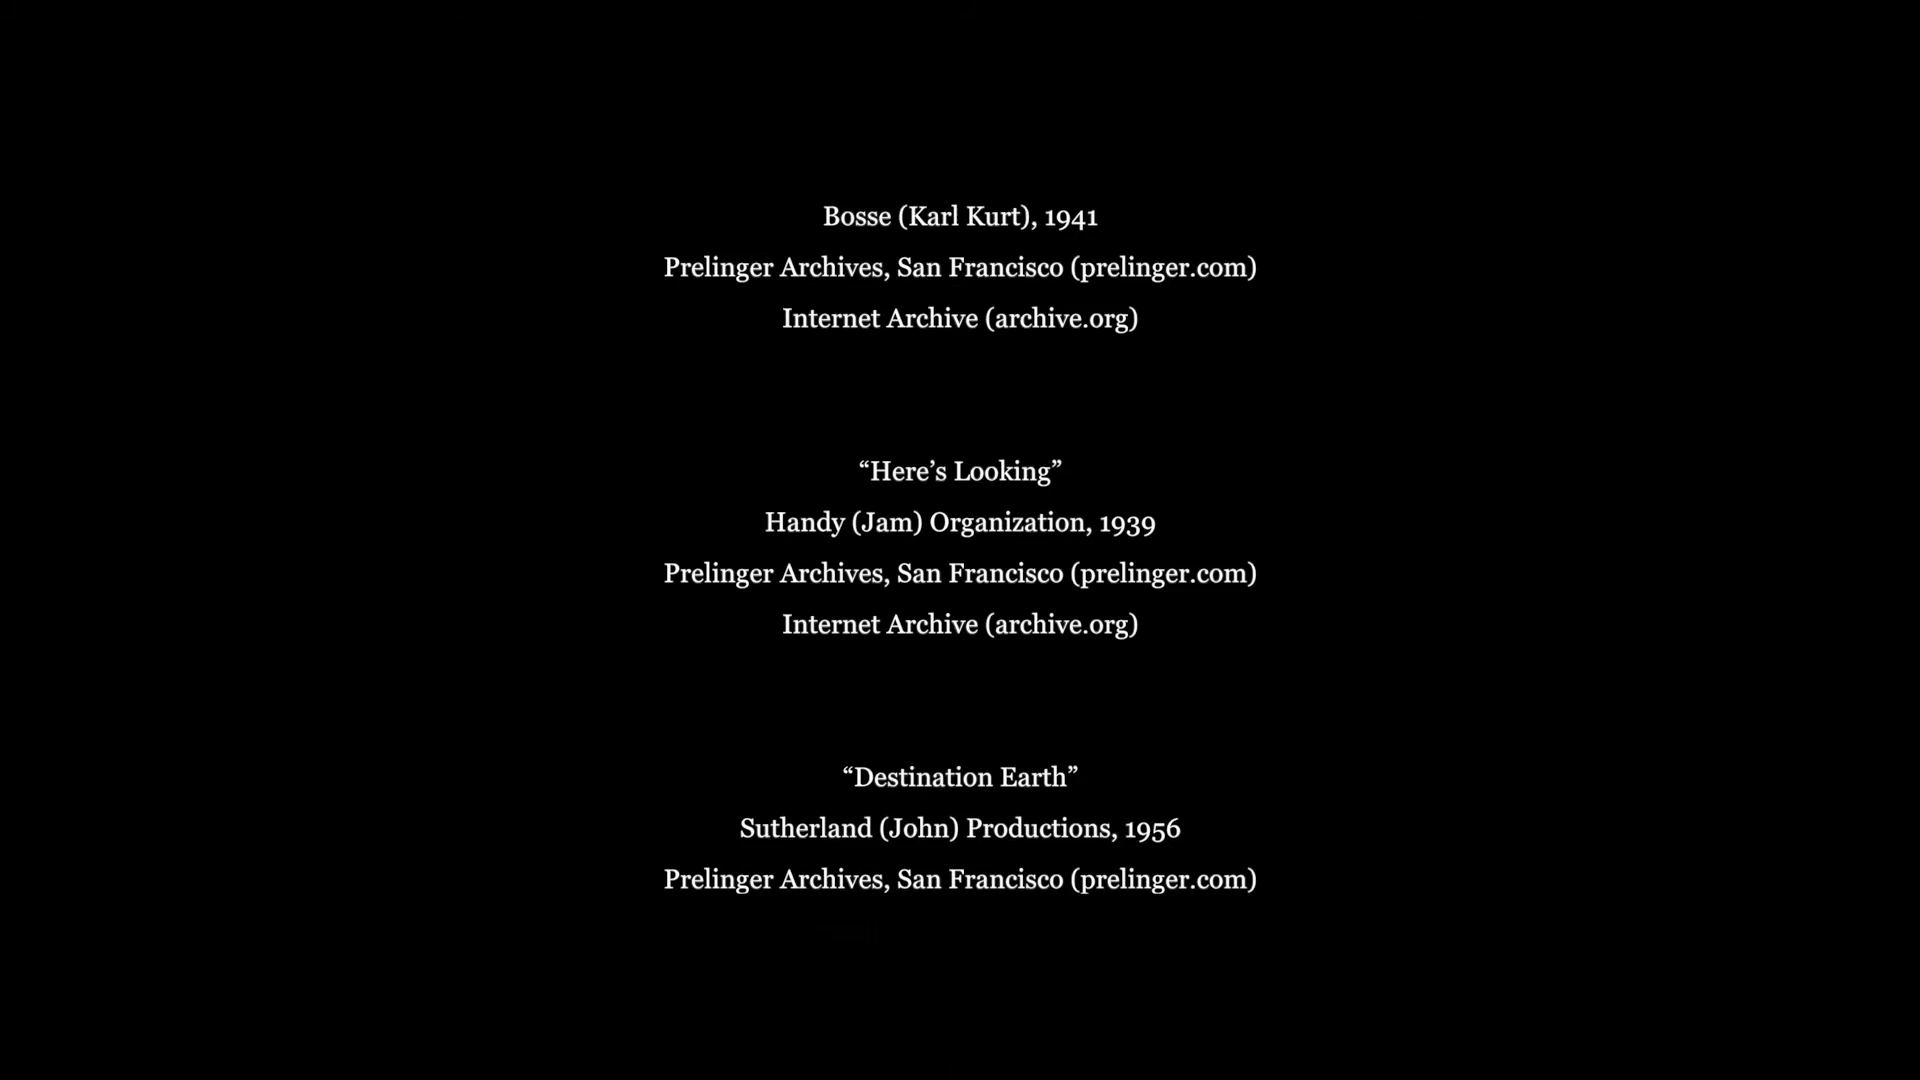 Bosse (Karl Kurt), 1941
Prelinger Archives, San Francisco (prelinger.com)
Internet Archive (archive.org)
“Here’s Looking”
Handy (Jam) Organization, 1939
Prelinger Archives, San Francisco (prelinger.com)
Internet Archive (archive.org)
“Destination Earth”
Sutherland (John) Productions, 1956
Prelinger Archives, San Francisco (prelinger.com)